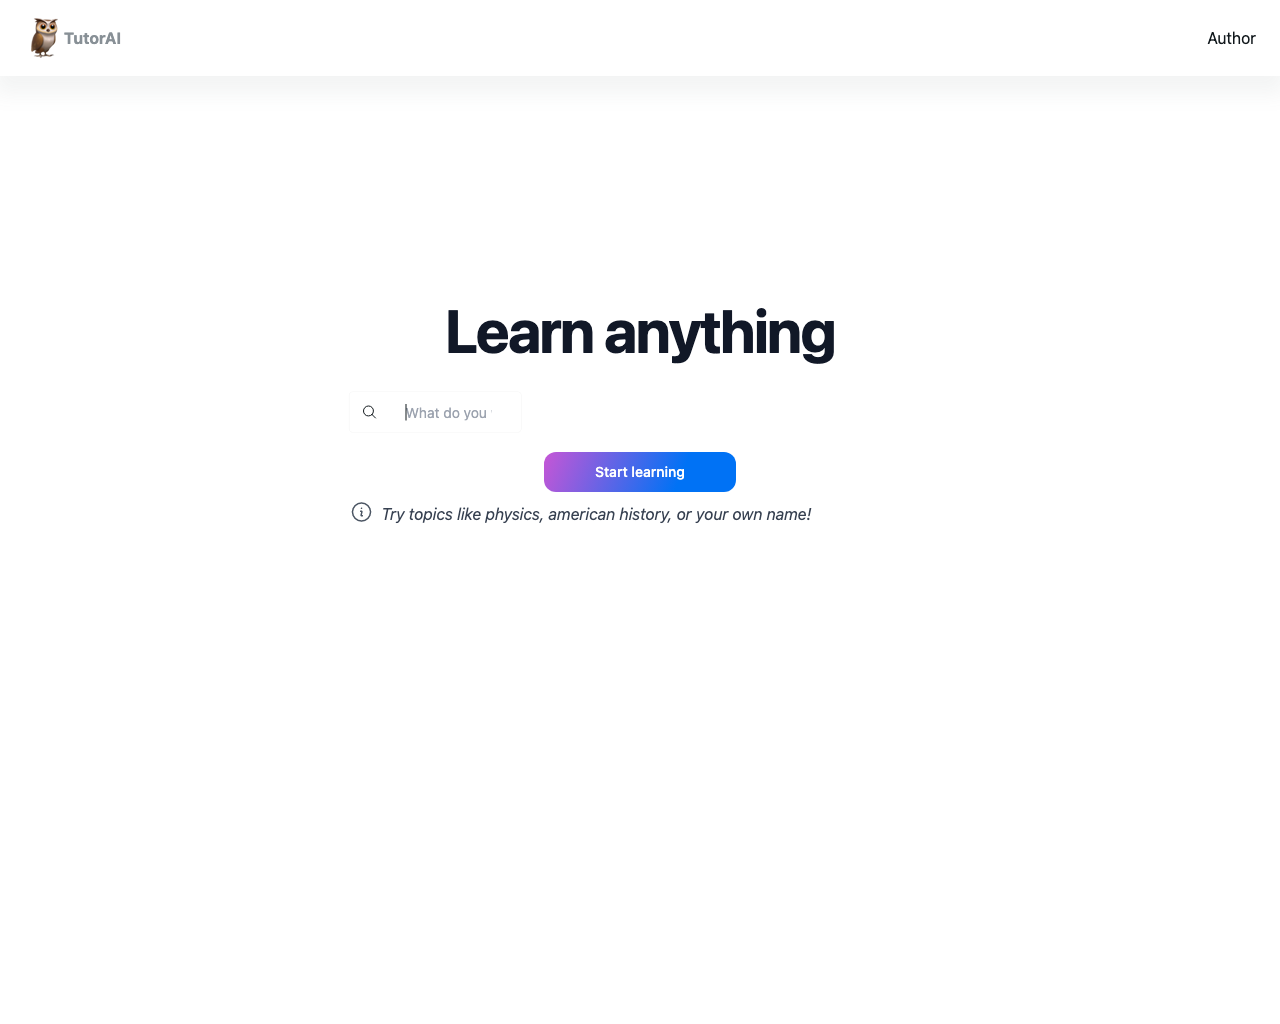 TutorAI
Author
Learn anything
What do you
Start learning
Try topics like physics, american history, or your own name!